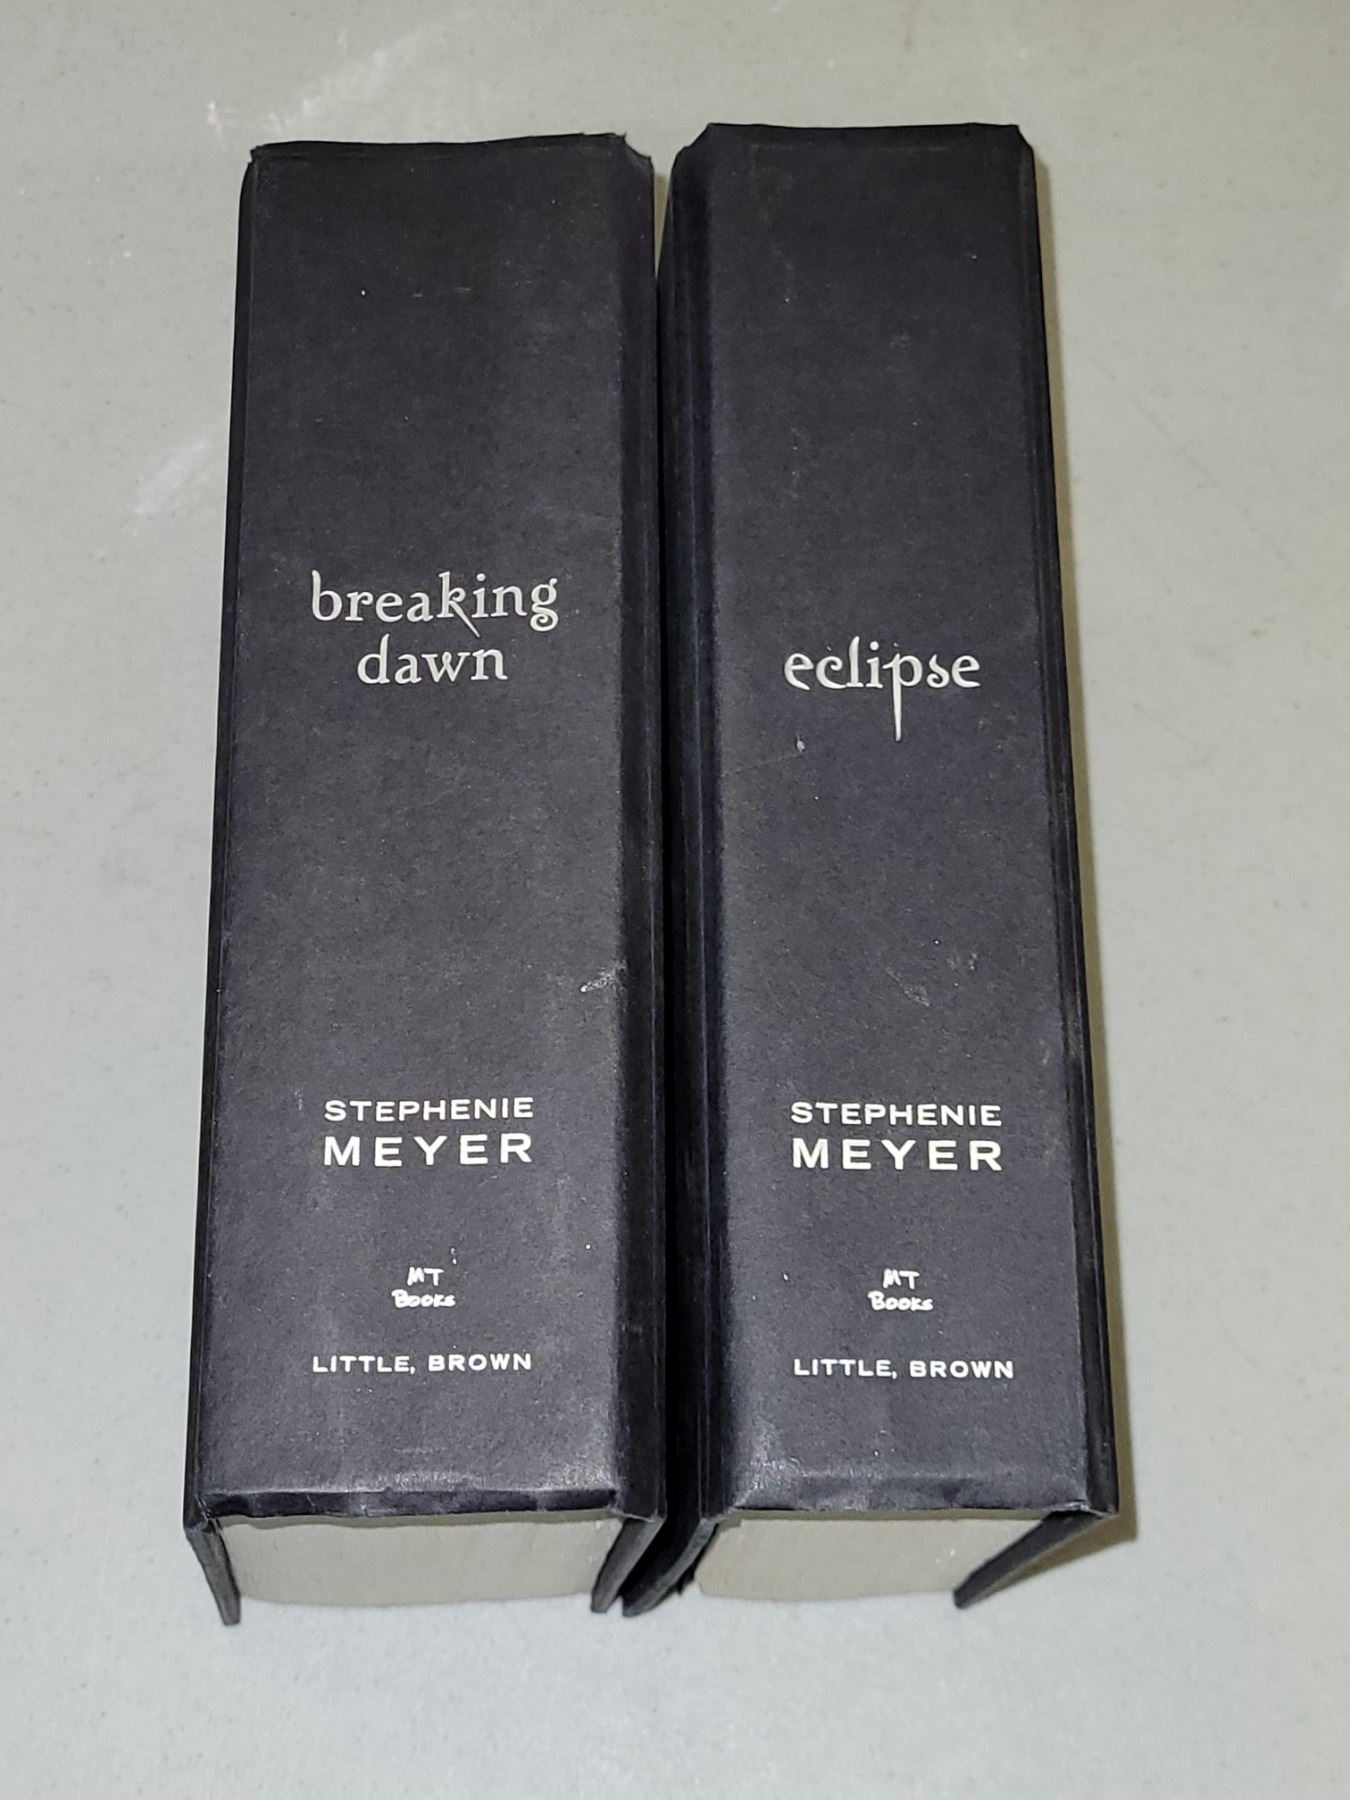 breaking
dawn
STEPHENIE
MEYER
MT
Books
LITTLE, BROWN
eclipse
STEPHENIE
MEYER
MT
Books
LITTLE, BROWN